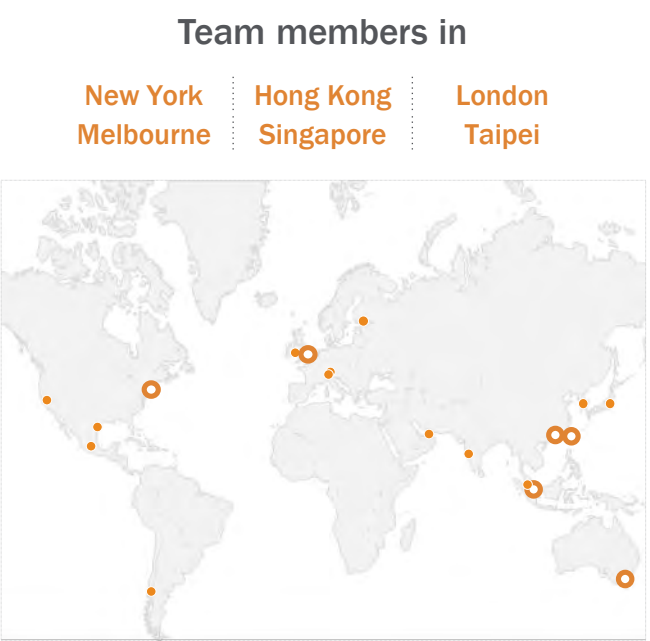 Team members in
New York
Melbourne
Hong Kong
Singapore
London
Taipei